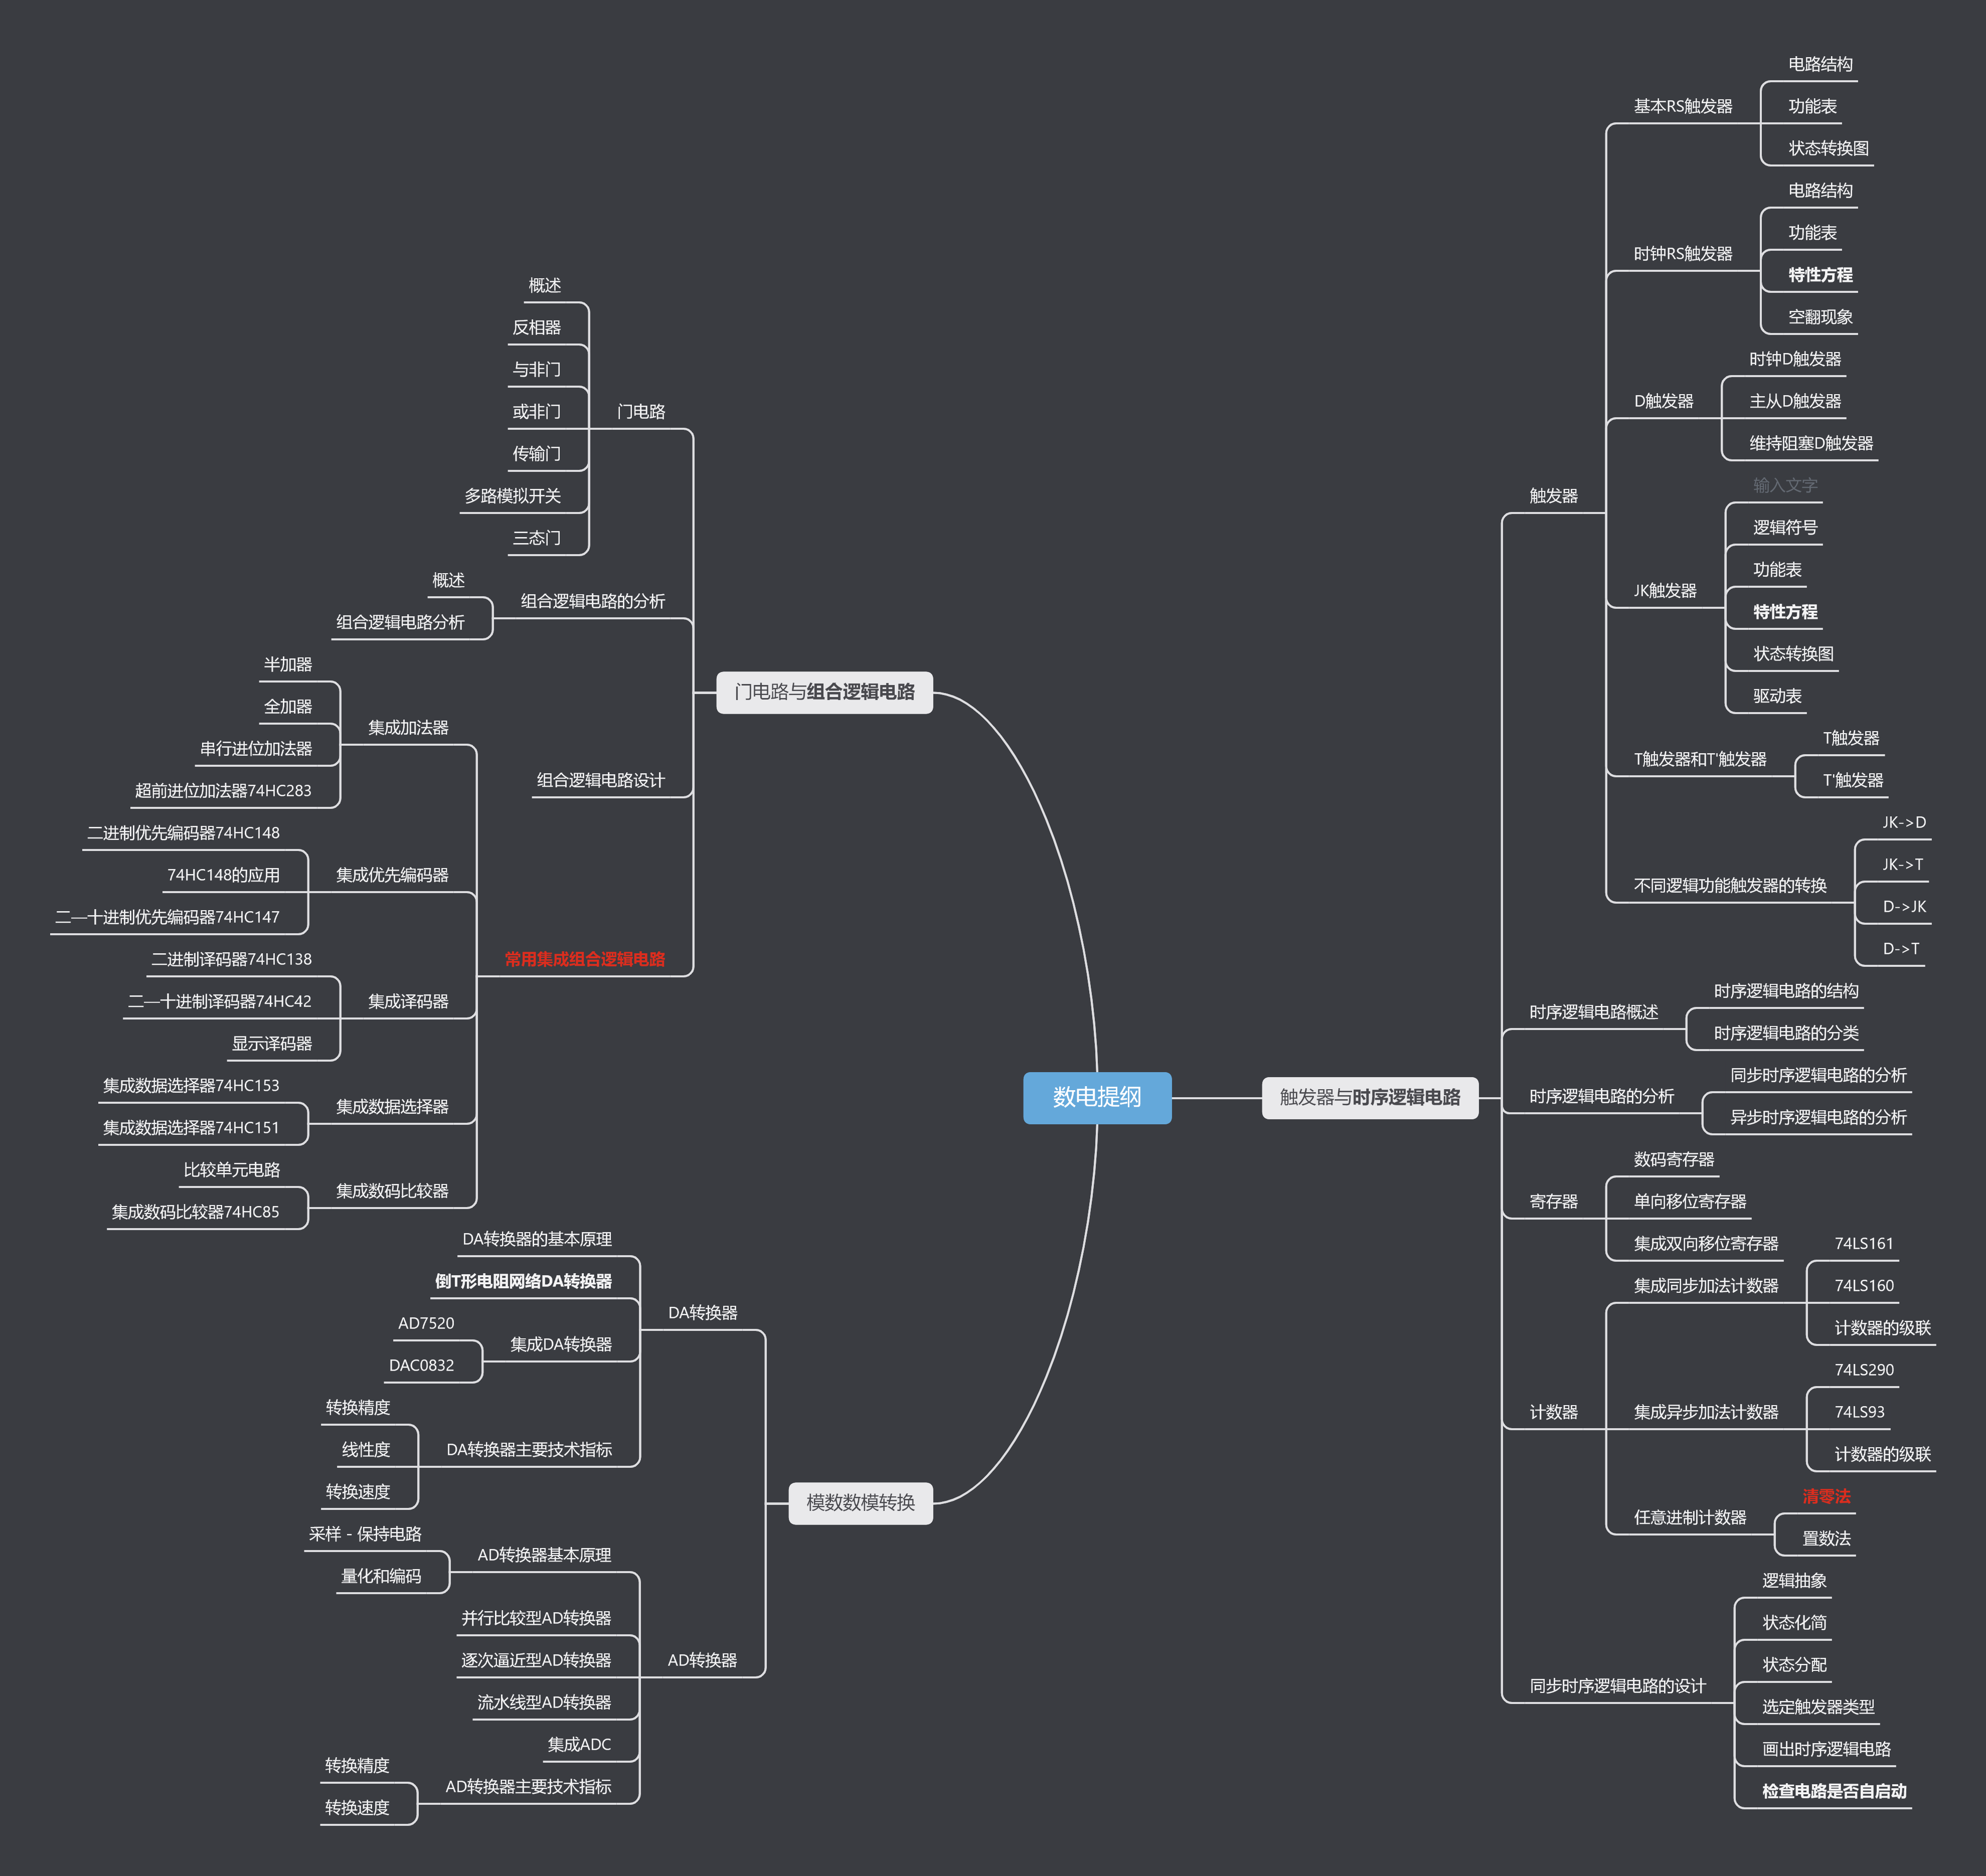 数电提纲
触发器与时序逻辑电路
触发器
基本RS触发器
电路结构
功能表
状态转换图
时钟RS触发器
电路结构
功能表
特性方程
空翻现象
D触发器
时钟D触发器
主从D触发器
维持阻塞D触发器
JK触发器
输入文字
逻辑符号
功能表
特性方程
状态转换图
驱动表
T触发器和T'触发器
T触发器
T'触发器
不同逻辑功能触发器的转换
JK->D
JK->T
D->JK
D->T
时序逻辑电路概述
时序逻辑电路的结构
时序逻辑电路的分类
时序逻辑电路的分析
同步时序逻辑电路的分析
异步时序逻辑电路的分析
寄存器
数码寄存器
单向移位寄存器
集成双向移位寄存器
计数器
集成同步加法计数器
74LS161
74LS160
计数器的级联
集成异步加法计数器
74LS290
74LS93
计数器的级联
任意进制计数器
清零法
置数法
同步时序逻辑电路的设计
逻辑抽象
状态化简
状态分配
选定触发器类型
画出时序逻辑电路
检查电路是否自启动
门电路与组合逻辑电路
门电路
概述
反相器
与非门
或非门
传输门
多路模拟开关
三态门
组合逻辑电路的分析
概述
组合逻辑电路分析
组合逻辑电路设计
常用集成组合逻辑电路
集成加法器
半加器
全加器
串行进位加法器
超前进位加法器74HC283
集成优先编码器
二进制优先编码器74HC148
74HC148的应用
二—十进制优先编码器74HC147
集成译码器
二进制译码器74HC138
二—十进制译码器74HC42
显示译码器
集成数据选择器
集成数据选择器74HC153
集成数据选择器74HC151
集成数码比较器
比较单元电路
集成数码比较器74HC85
模数数模转换
DA转换器
DA转换器的基本原理
倒T形电阻网络DA转换器
集成DA转换器
AD7520
DAC0832
DA转换器主要技术指标
转换精度
线性度
转换速度
AD转换器
AD转换器基本原理
采样 - 保持电路
量化和编码
并行比较型AD转换器
逐次逼近型AD转换器
流水线型AD转换器
集成ADC
AD转换器主要技术指标
转换精度
转换速度